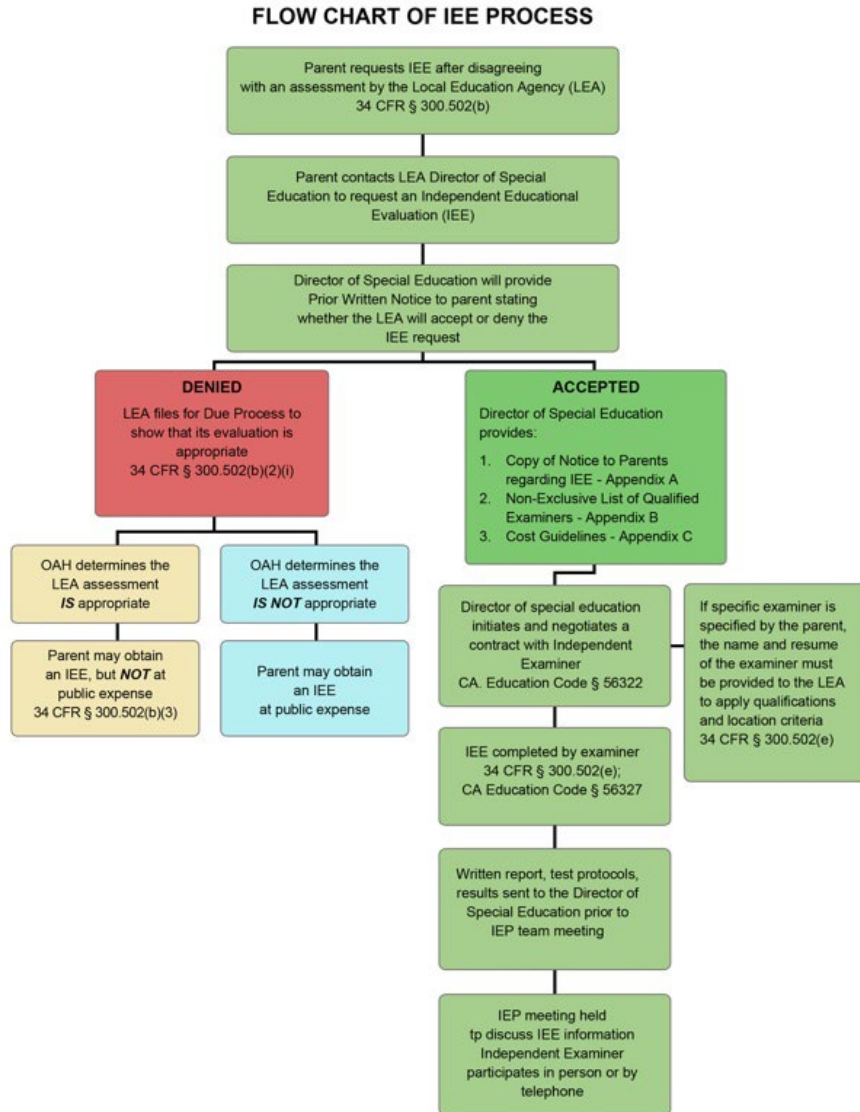 FLOW CHART OF IEE PROCESS
Parent requests IEE after disagreeing
with an assessment by the Local Education Agency (LEA)
34 CFR § 300.502(b)
Parent contacts LEA Director of Special
Education to request an Independent Educational
Evaluation (IEE)
Director of Special Education will provide
Prior Written Notice to parent stating
whether the LEA will accept or deny the
IEE request
DENIED
LEA files for Due Process to
show that its evaluation is
appropriate
34 CFR § 300.502(b)(2)(i)
ACCEPTED
Director of Special Education
provides:
1. Copy of Notice to Parents
regarding IEE - Appendix A
2. Non-Exclusive List of Qualified
Examiners - Appendix B
3. Cost Guidelines - Appendix C
OAH determines the
LEA assessment
IS appropriate
OAH determines the
LEA assessment
IS NOT appropriate
Parent may obtain
an IEE, but NOT at
public expense
34 CFR § 300.502(b)(3)
Parent may obtain
an IEE
at public expense
Director of special education
initiates and negotiates a
contract with Independent
Examiner
CA. Education Code § 56322
If specific examiner is
specified by the parent,
the name and resume
of the examiner must
be provided to the LEA
to apply qualifications
and location criteria
34 CFR § 300.502(e)
IEE completed by examiner
34 CFR § 300.502(e);
CA Education Code § 56327
Written report, test protocols,
results sent to the Director of
Special Education prior to
IEP team meeting
IEP meeting held
tp discuss IEE information
Independent Examiner
participates in person or by
telephone